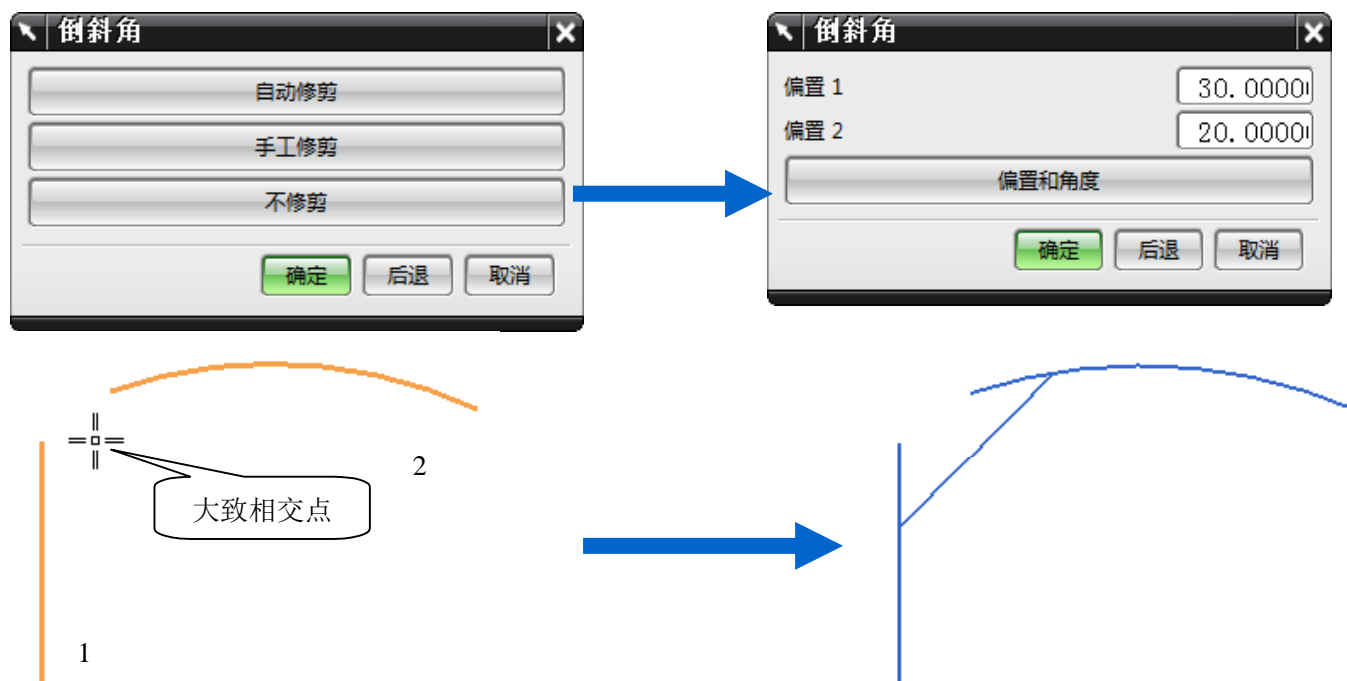 倒斜角
自动修剪
手工修剪
不修剪
确定 后退 取消
倒斜角
偏置 1 30.0000
偏置 2 20.0000
偏置和角度
确定 后退 取消
大致相交点
2
1